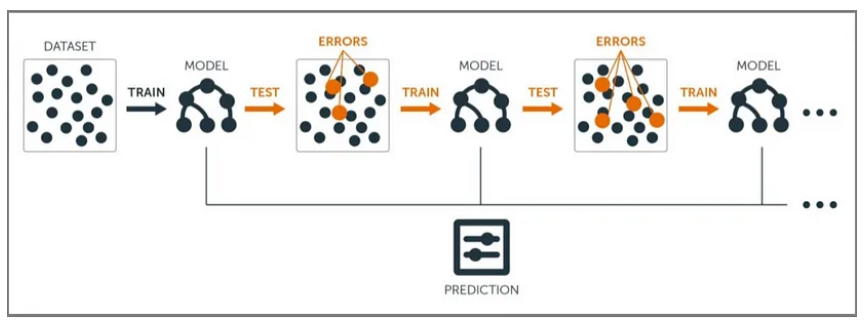 DATASET
TRAIN
MODEL
TEST
ERRORS
TRAIN
MODEL
TEST
ERRORS
TRAIN
MODEL
PREDICTION